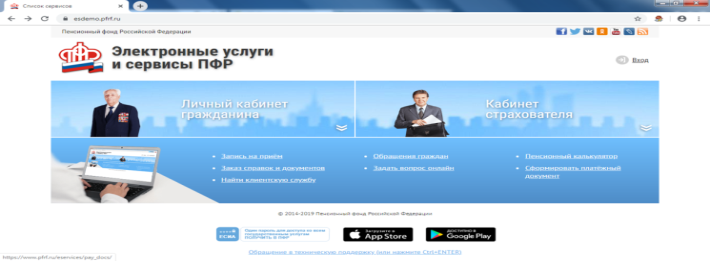 Список сервисов
esdemo.pfrf.ru
Пенсионный фонд Российской Федерации
Электронные услуги
и сервисы ПФР
Вход
Личный кабинет
гражданина
Кабинет
страхователя
Запись на приём
Обращения граждан
Пенсионный калькулятор
Заказ справок и документов
Задать вопрос онлайн
Сформировать платёжный
документ
Найти клиентскую службу
© 2014-2019 Пенсионный фонд Российской Федерации
Загрузите в
App Store
ДОСТУПНО В
Google Play
Обращение в техническую поддержку (или нажмите Ctrl+ENTER)
https://www.pfrf.ru/eservices/pay_docs/